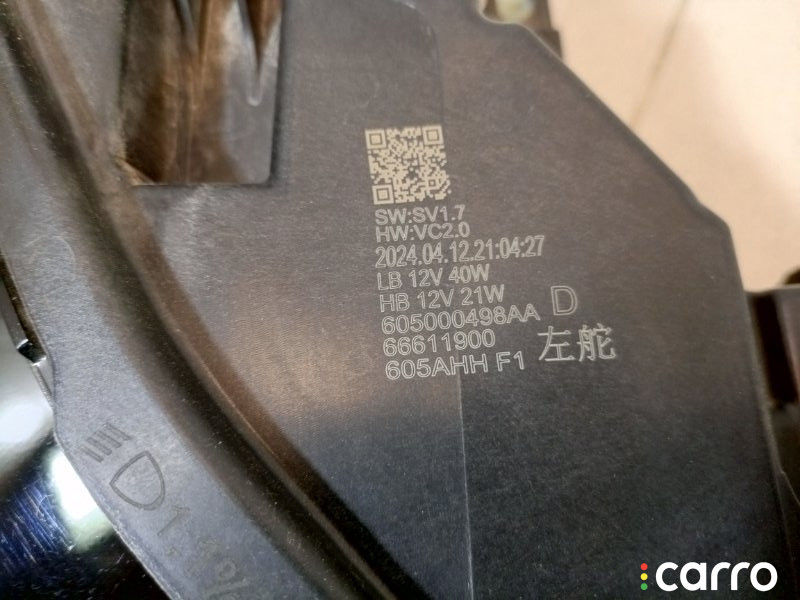 SW:SV1.7
HW:VC2.0
2024.04.12.21:04:27
LB 12V 40W
HB 12V 21W
605000498AA D
66611900
605AHH F1 左舵
carro